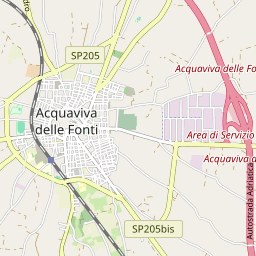 SP205
Acquaviva delle Fo
Acquaviva
delle Fonti
Area di Servizio
Acquaviva d
SP205bis
Autostrada Adriatica